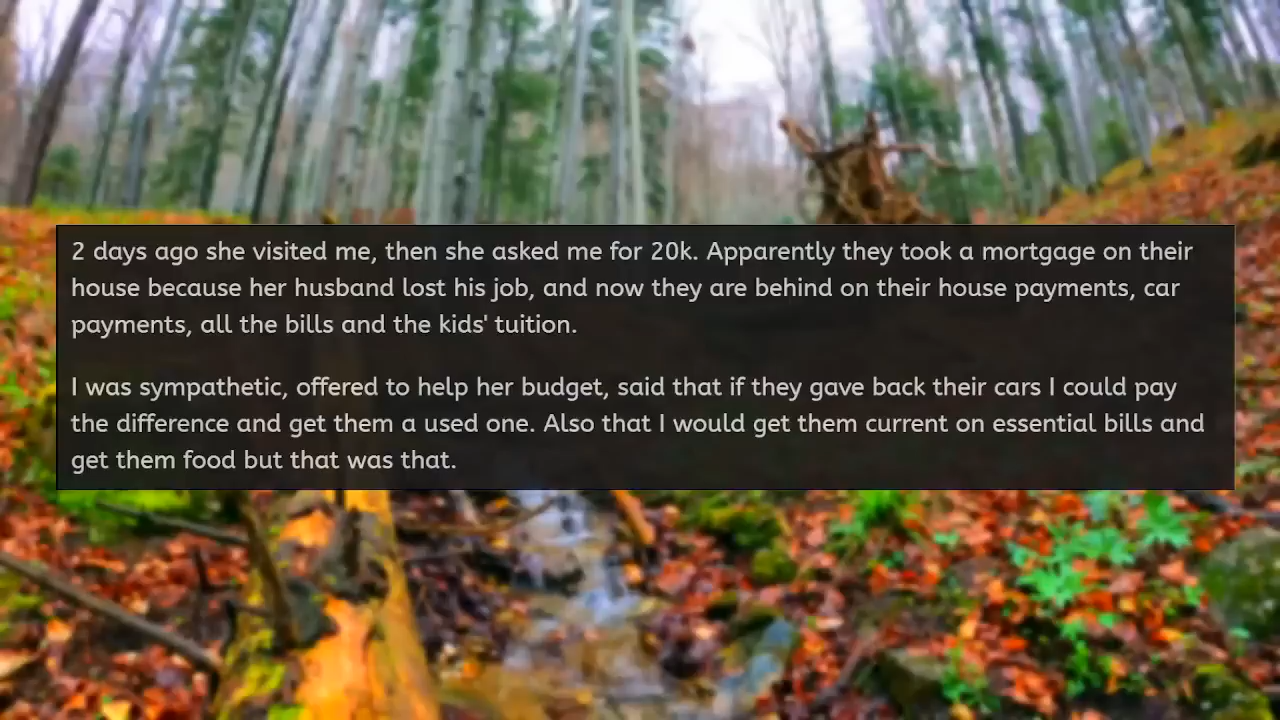 2 days ago she visited me, then she asked me for 20k. Apparently they took a mortgage on their
house because her husband lost his job, and now they are behind on their house payments, car
payments, all the bills and the kids' tuition.
I was sympathetic, offered to help her budget, said that if they gave back their cars I could pay
the difference and get them a used one. Also that I would get them current on essential bills and
get them food but that was that.